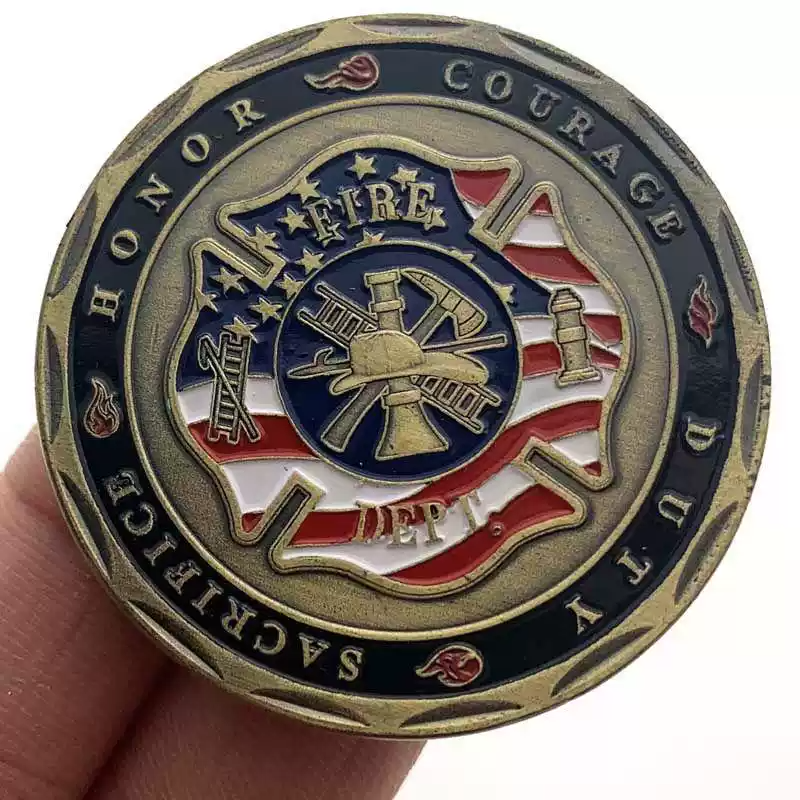 HONOR
COURAGE
DUTY
SACRIFICE
FIRE
DEPT.